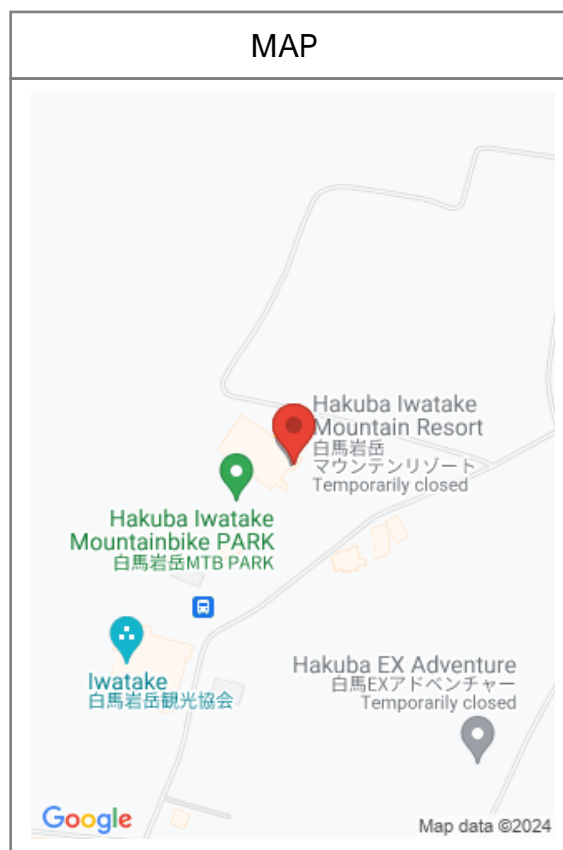 MAP
Hakuba Iwatake
Mountain Resort
白馬岩岳
マウンテンリゾート
Temporarily closed
Hakuba Iwatake
Mountainbike PARK
白馬岩岳MTB PARK
Iwatake
白馬岩岳観光協会
Hakuba EX Adventure
白馬EXアドベンチャー
Temporarily closed
Google
Map data ©2024